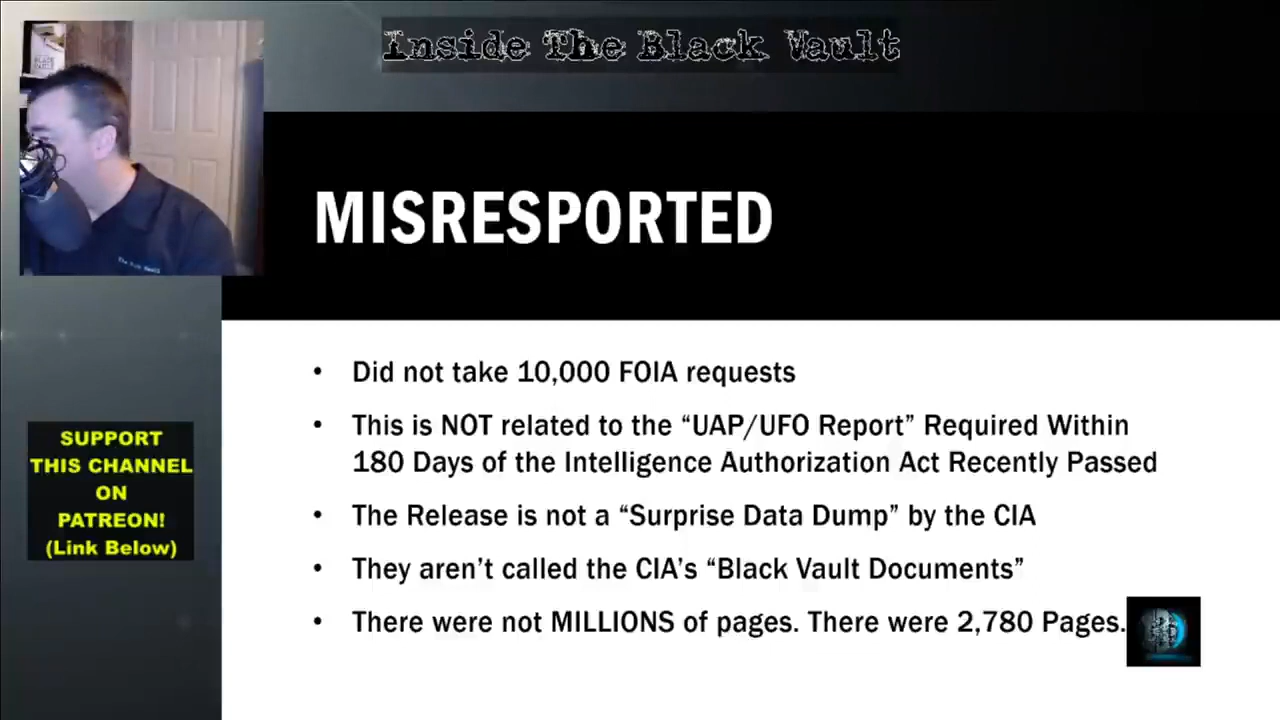 Inside The Black Vault
MISRESPORTED
• Did not take 10,000 FOIA requests
• This is NOT related to the “UAP/UFO Report” Required Within
180 Days of the Intelligence Authorization Act Recently Passed
• The Release is not a “Surprise Data Dump” by the CIA
• They aren’t called the CIA’s “Black Vault Documents”
• There were not MILLIONS of pages. There were 2,780 Pages.
SUPPORT
THIS CHANNEL
ON
PATREON!
(Link Below)